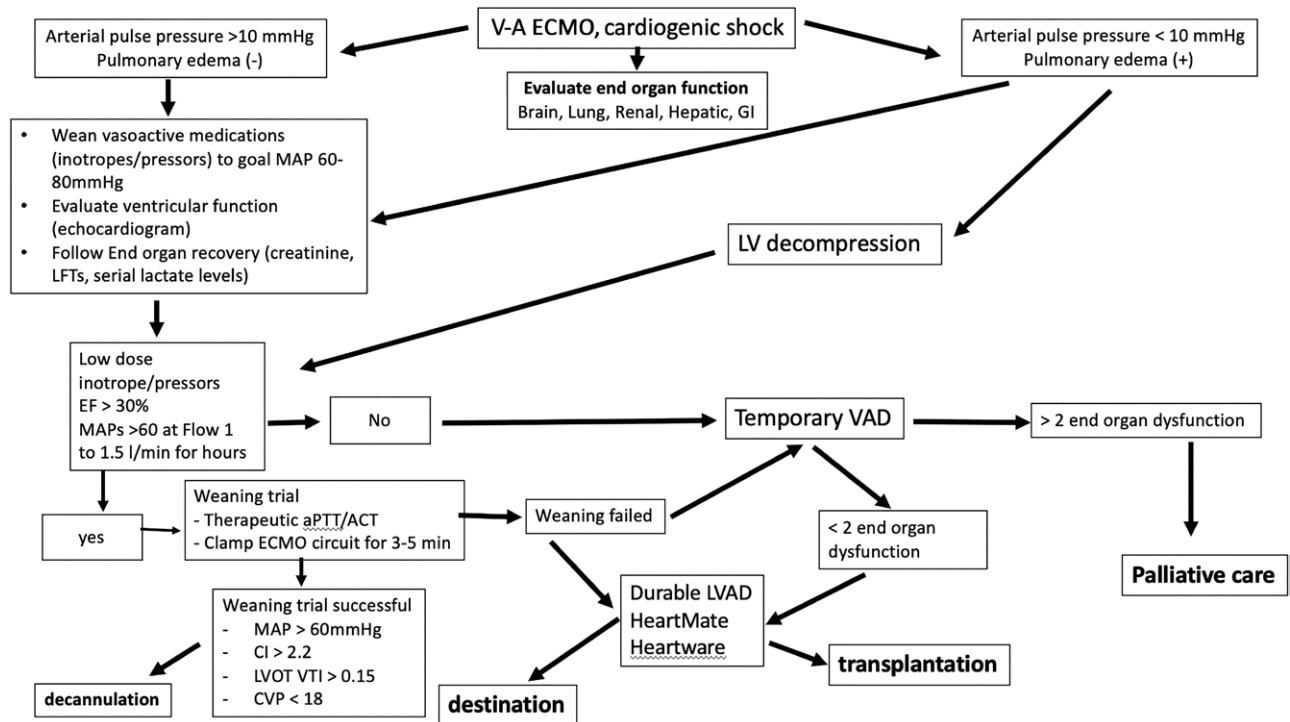 V-A ECMO, cardiogenic shock
Arterial pulse pressure >10 mmHg
Pulmonary edema (-)
Arterial pulse pressure < 10 mmHg
Pulmonary edema (+)
Evaluate end organ function
Brain, Lung, Renal, Hepatic, GI
• Wean vasoactive medications
(inotropes/pressors) to goal MAP 60-
80mmHg
• Evaluate ventricular function
(echocardiogram)
• Follow End organ recovery (creatinine,
LFTs, serial lactate levels)
LV decompression
Low dose
inotrope/pressors
EF > 30%
MAPs >60 at Flow 1
to 1.5 l/min for hours
No
Temporary VAD
> 2 end organ dysfunction
yes
Weaning trial
- Therapeutic aPTT/ACT
- Clamp ECMO circuit for 3-5 min
Weaning failed
< 2 end organ
dysfunction
Palliative care
Weaning trial successful
- MAP > 60mmHg
- CI > 2.2
- LVOT VTI > 0.15
- CVP < 18
Durable LVAD
HeartMate
Heartware
transplantation
decannulation
destination